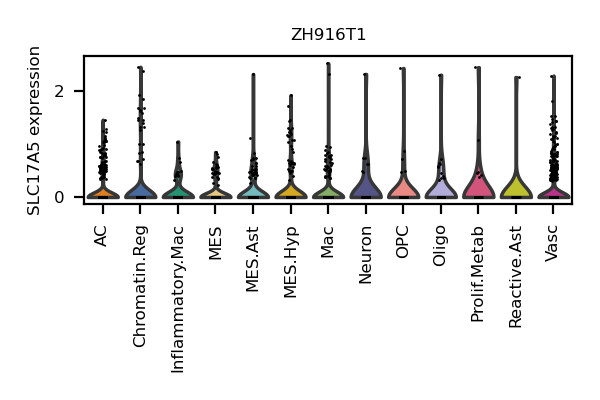 ZH916T1
SLC17A5 expression
2
0
AC
Chromatin.Reg
Inflammatory.Mac
MES
MES.Ast
MES.Hyp
Mac
Neuron
OPC
Oligo
Prolif.Metab
Reactive.Ast
Vasc